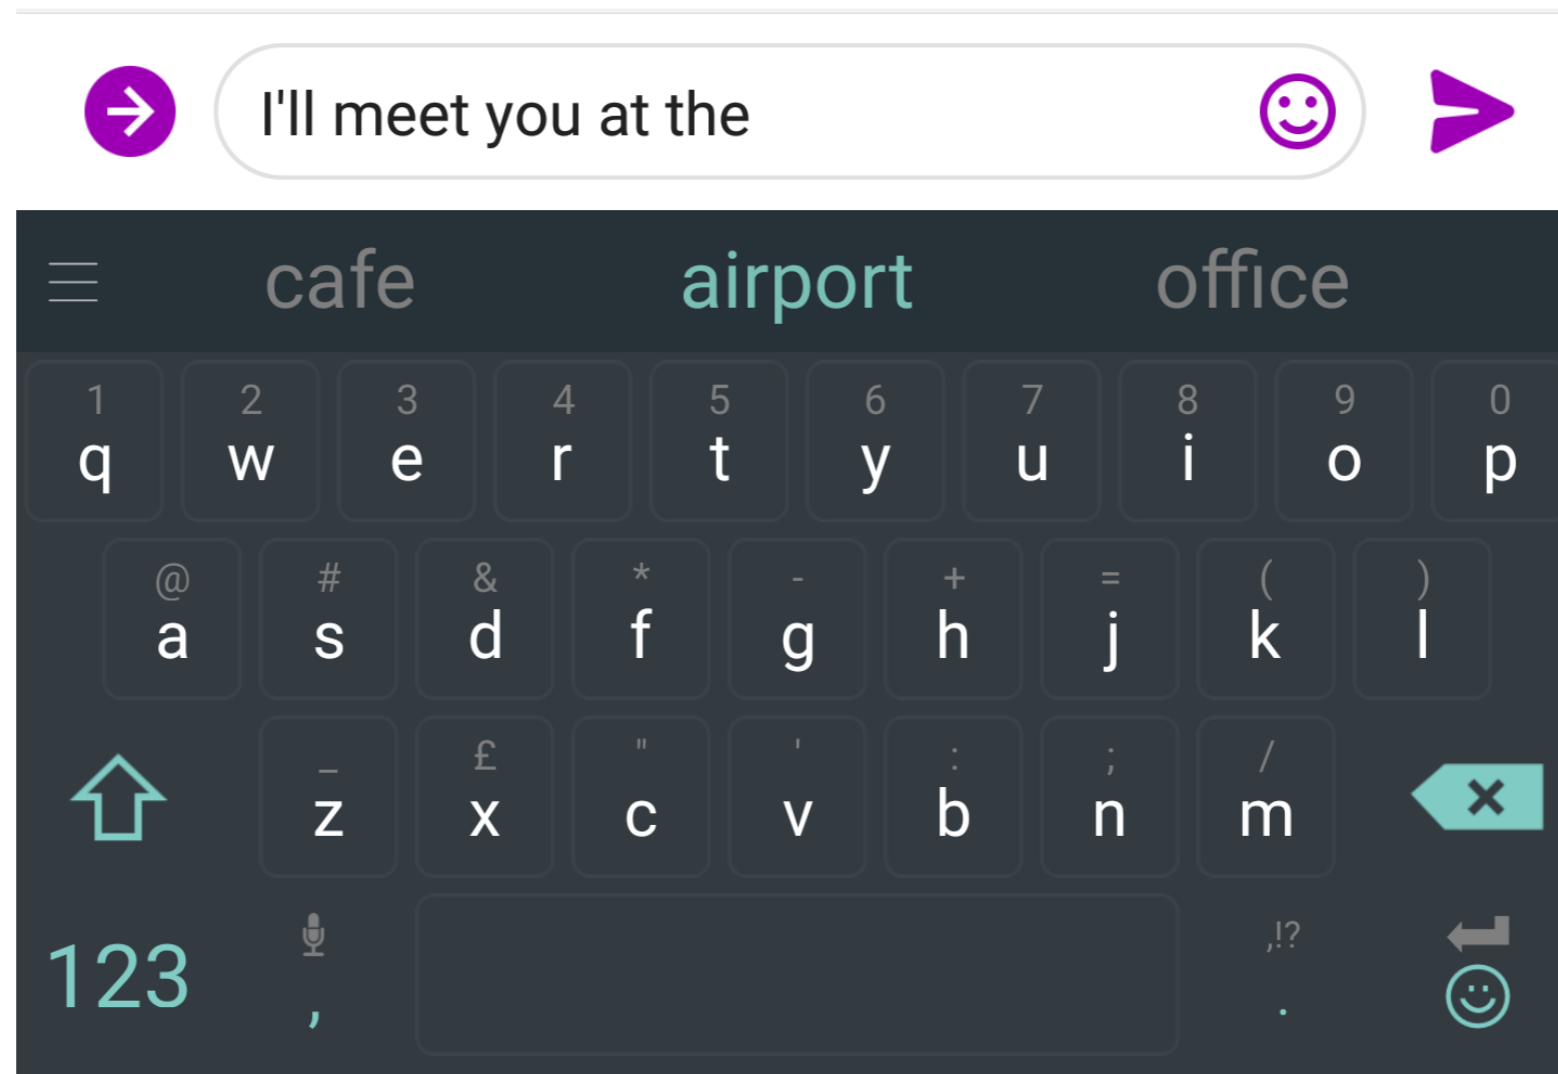 I'll meet you at the
cafe airport office
1 2 3 4 5 6 7 8 9 0
q w e r t y u i o p
@ # & * - + = ( )
a s d f g h j k l
_ £ " ' : ; /
z x c v b n m
,!?
123 , .